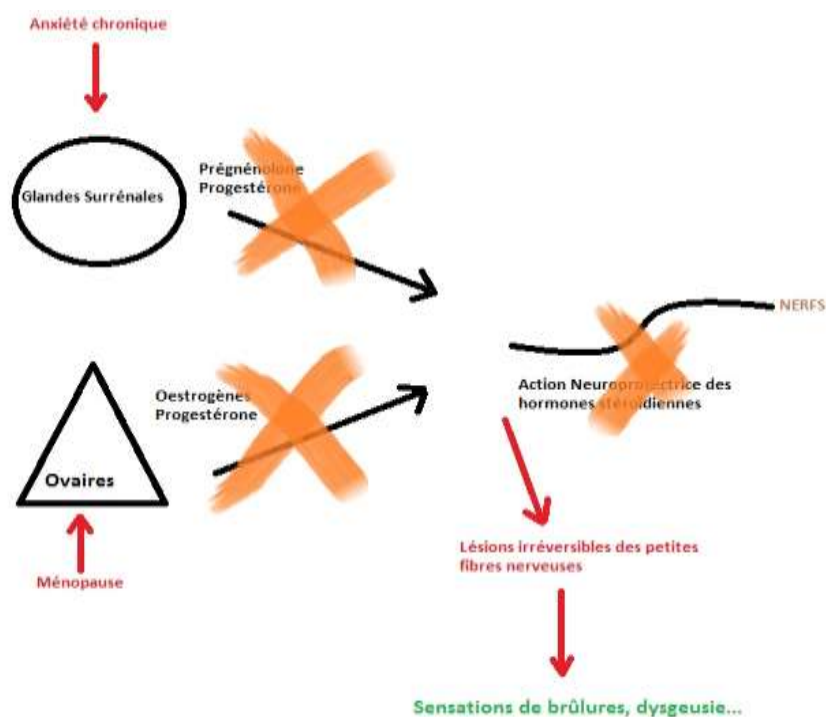 Anxiété chronique
Glandes Surrénales
Prégnénolone
Progestérone
NERFS
Oestrogènes
Progestérone
Action Neuroprotectrice des
hormones stéroïdiennes
Ovaires
Lésions irréversibles des petites
fibres nerveuses
Ménopause
Sensations de brûlures, dysgeusie...